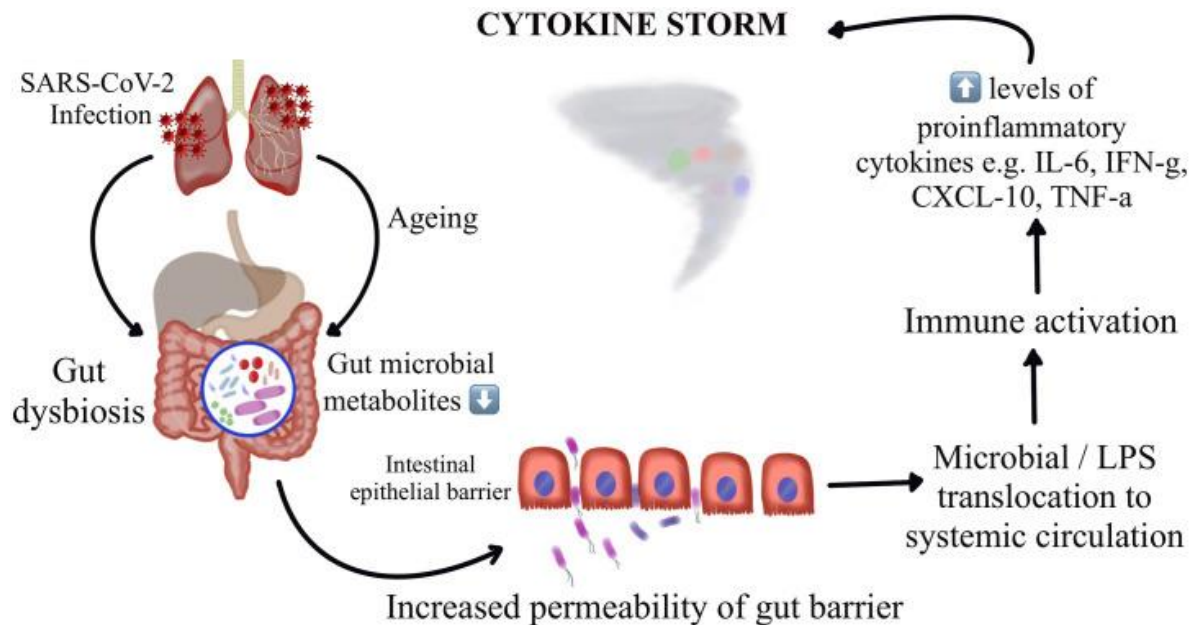 CYTOKINE STORM
SARS-CoV-2
Infection
Ageing
Gut
dysbiosis
Gut microbial
metabolites ⬇
Intestinal
epithelial barrier
Increased permeability of gut barrier
Microbial / LPS
translocation to
systemic circulation
Immune activation
⬆ levels of
proinflammatory
cytokines e.g. IL-6, IFN-g,
CXCL-10, TNF-a